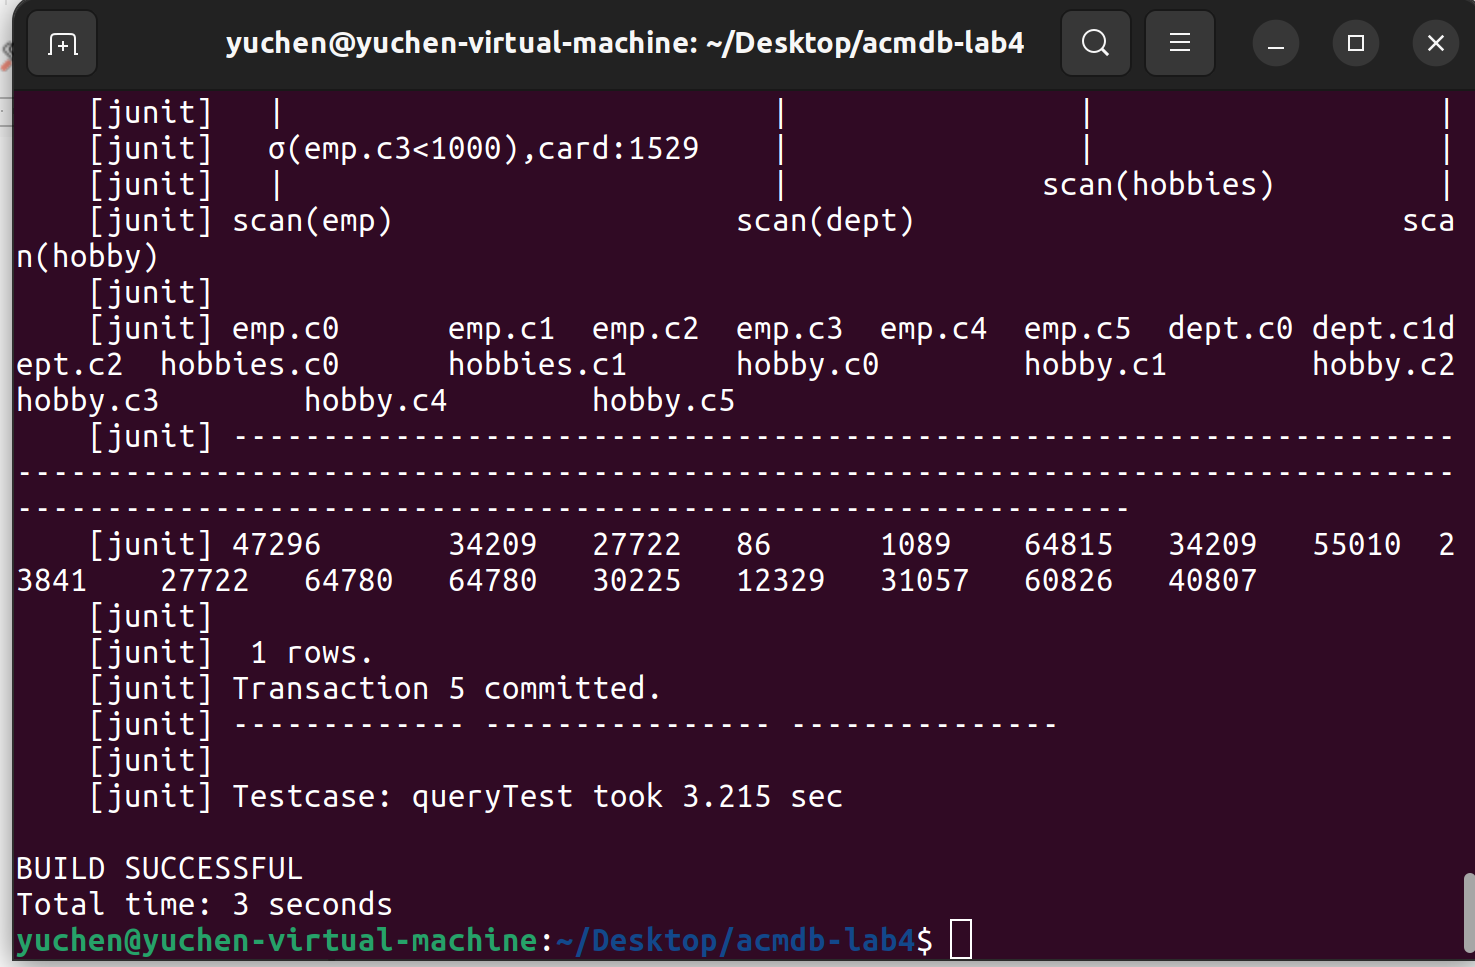 yuchen@yuchen-virtual-machine: ~/Desktop/acmdb-lab4
[junit]   |                           |                |                   |
[junit]   σ(emp.c3<1000),card:1529    |                |                   |
[junit]   |                           |              scan(hobbies)         |
[junit] scan(emp)                   scan(dept)                           sca
n(hobby)
[junit]
[junit] emp.c0      emp.c1  emp.c2  emp.c3  emp.c4  emp.c5  dept.c0 dept.c1d
ept.c2  hobbies.c0      hobbies.c1      hobby.c0        hobby.c1        hobby.c2
hobby.c3        hobby.c4        hobby.c5
[junit] --------------------------------------------------------------------
--------------------------------------------------------------------------------
--------------------------------------------------------------
[junit] 47296       34209   27722   86      1089    64815   34209   55010  2
3841    27722   64780   64780   30225   12329   31057   60826   40807
[junit]
[junit]  1 rows.
[junit] Transaction 5 committed.
[junit] ------------- ---------------- ---------------
[junit]
[junit] Testcase: queryTest took 3.215 sec
BUILD SUCCESSFUL
Total time: 3 seconds
yuchen@yuchen-virtual-machine:~/Desktop/acmdb-lab4$